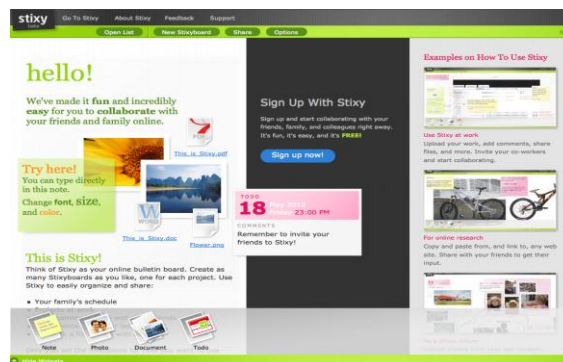 stixy
beta
Go To Stixy About Stixy Feedback Support
Open List New Stixyboard Share Options
hello!
We've made it fun and incredibly
easy for you to collaborate with
your friends and family online.
This_is_Stixy.pdf
Try here!
You can type directly
in this note.
Change font, size,
and color.
WORD
This_is_Stixy.doc
Flower.png
This is Stixy!
Think of Stixy as your online bulletin board. Create as
many Stixyboards as you like, one for each project. Use
Stixy to easily organize and share:
Your family's schedule
Note Photo Document Todo
Sign Up With Stixy
Sign up and start collaborating with your
friends, family, and colleagues right away.
It's fun, it's easy, and it's FREE!
Sign up now!
TODO
18 May 2012
Friday 23:00 PM
COMMENTS
Remember to invite your
friends to Stixy!
Examples on How To Use Stixy
Use Stixy at work
Upload your work, add comments, share
files, and more. Invite your co-workers
and start collaborating.
For online research
Copy and paste from, and link to, any web
site. Share with your friends to get their
input.